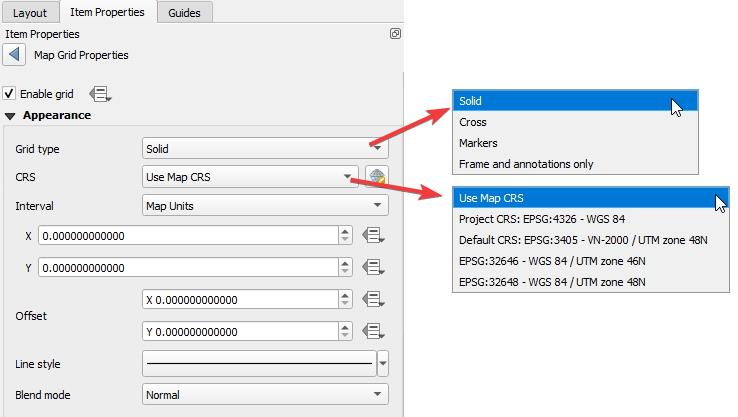 Layout
Item Properties
Guides
Item Properties
Map Grid Properties
Enable grid
Appearance
Grid type
Solid
CRS
Use Map CRS
Interval
Map Units
X 0.000000000000
Y 0.000000000000
Offset
X 0.000000000000
Y 0.000000000000
Line style
Blend mode
Normal
Solid
Cross
Markers
Frame and annotations only
Use Map CRS
Project CRS: EPSG:4326 - WGS 84
Default CRS: EPSG:3405 - VN-2000 / UTM zone 48N
EPSG:32646 - WGS 84 / UTM zone 46N
EPSG:32648 - WGS 84 / UTM zone 48N